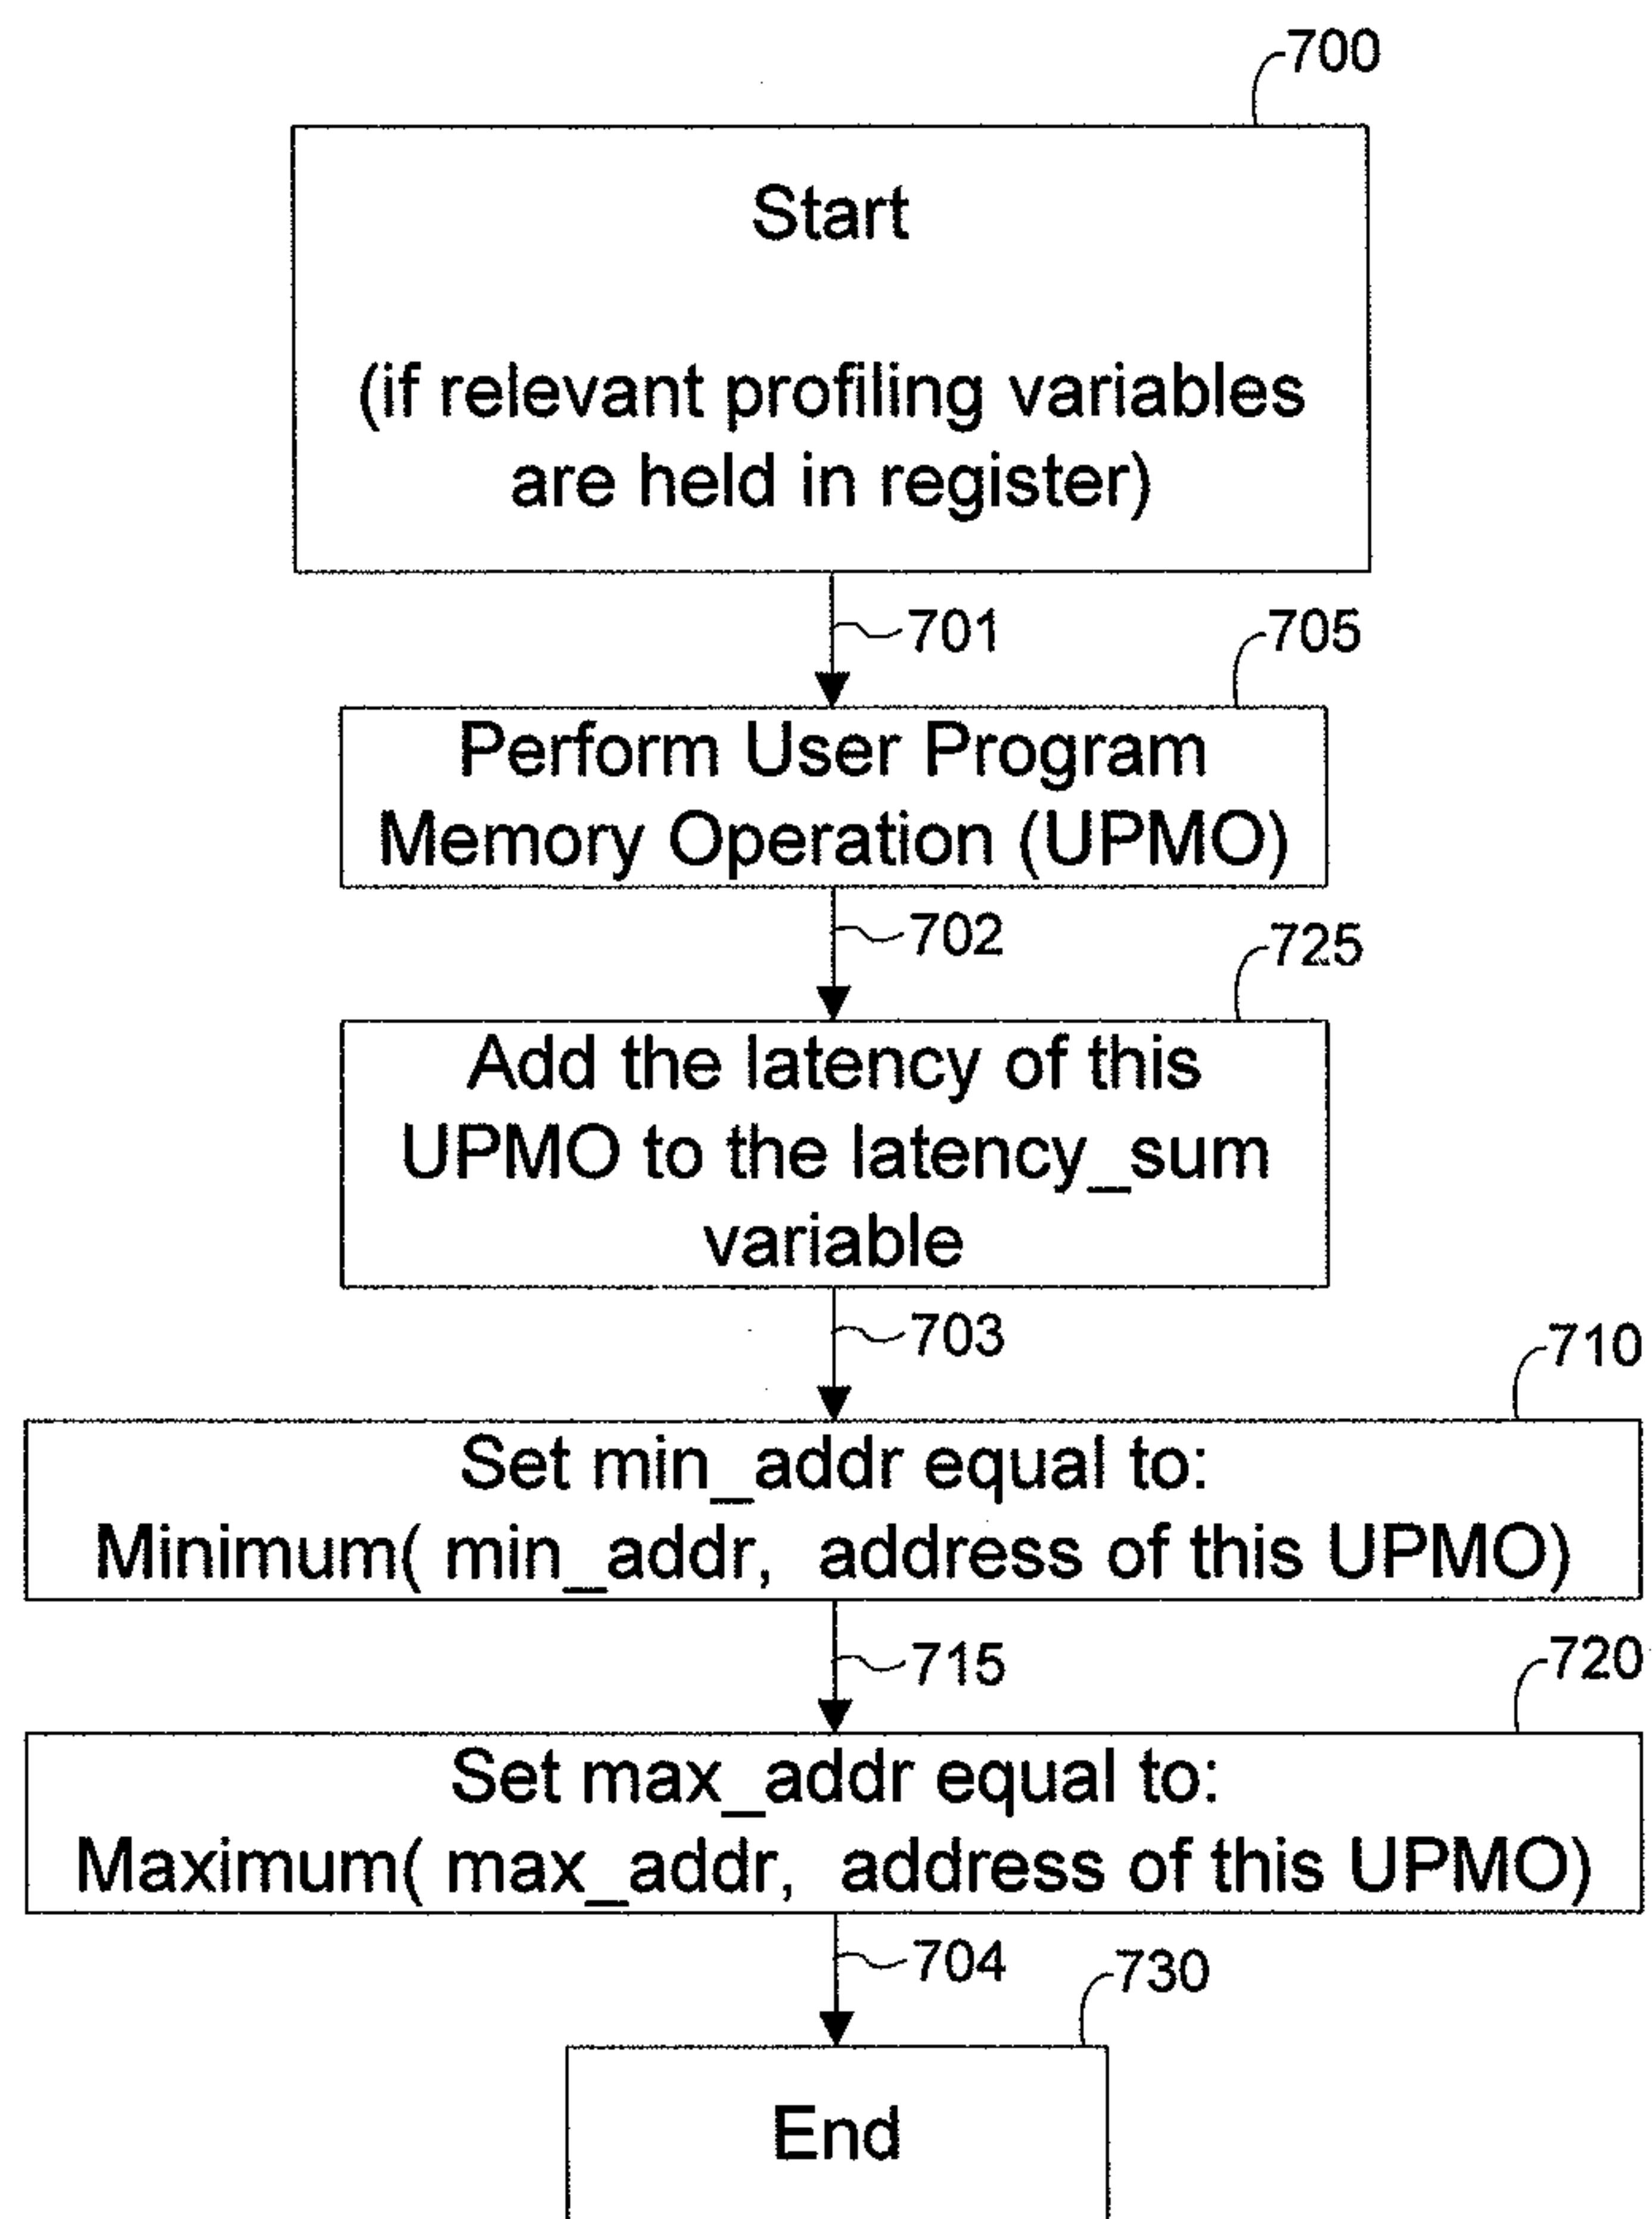 700
Start
(if relevant profiling variables
are held in register)
701
705
Perform User Program
Memory Operation (UPMO)
702
725
Add the latency of this
UPMO to the latency_sum
variable
703
710
Set min_addr equal to:
Minimum( min_addr,  address of this UPMO)
715
720
Set max_addr equal to:
Maximum( max_addr,  address of this UPMO)
704
730
End